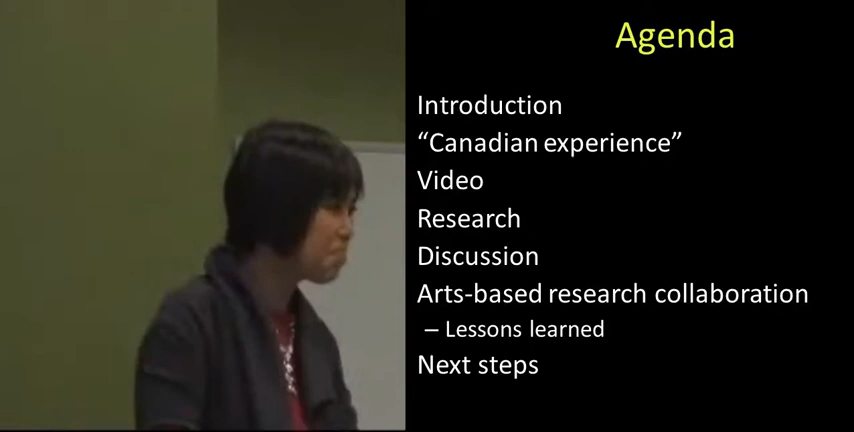 Agenda
Introduction
“Canadian experience”
Video
Research
Discussion
Arts-based research collaboration
– Lessons learned
Next steps